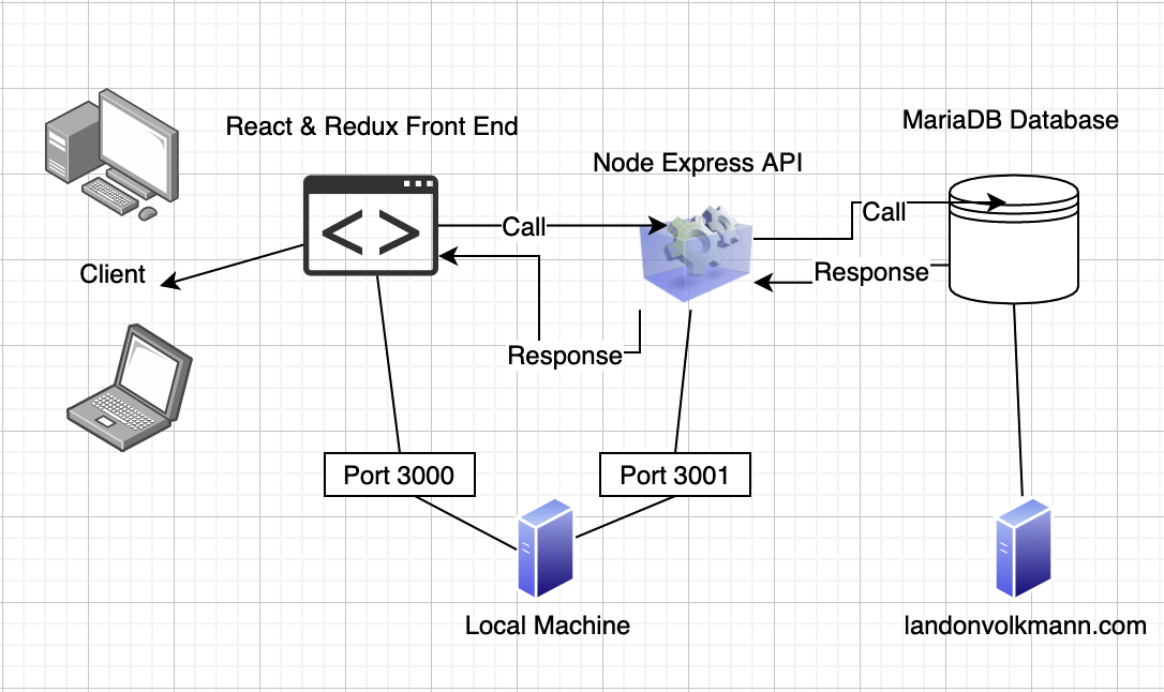 React & Redux Front End
MariaDB Database
Node Express API
Call
Call
Client
Response
Response
Port 3000
Port 3001
Local Machine
landonvolkmann.com